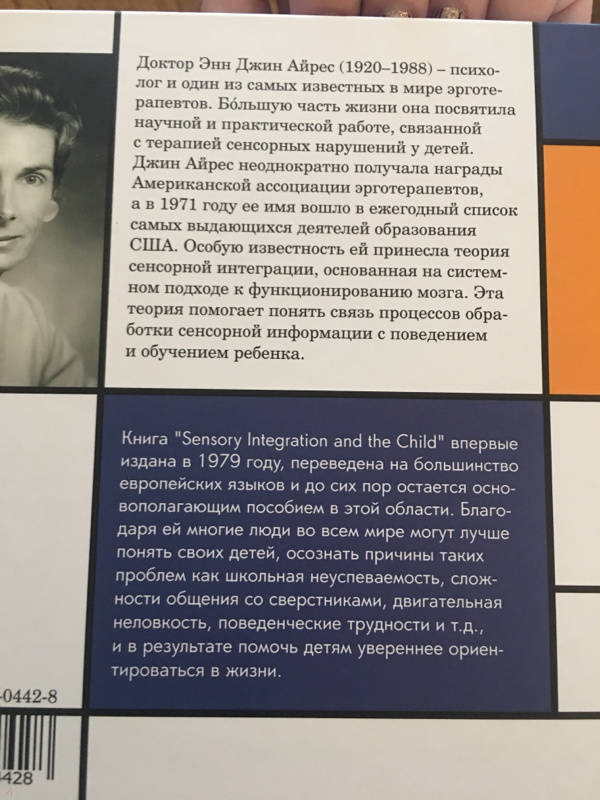 Доктор Энн Джин Айрес (1920–1988) – психо-
лог и один из самых известных в мире эрготе-
рапевтов. Бо́льшую часть жизни она посвятила
научной и практической работе, связанной
с терапией сенсорных нарушений у детей.
Джин Айрес неоднократно получала награды
Американской ассоциации эрготерапевтов,
а в 1971 году ее имя вошло в ежегодный список
самых выдающихся деятелей образования
США. Особую известность ей принесла теория
сенсорной интеграции, основанная на систем-
ном подходе к функционированию мозга. Эта
теория помогает понять связь процессов обра-
ботки сенсорной информации с поведением
и обучением ребенка.
Книга "Sensory Integration and the Child" впервые
издана в 1979 году, переведена на большинство
европейских языков и до сих пор остается осно-
вополагающим пособием в этой области. Благо-
даря ей многие люди во всем мире могут лучше
понять своих детей, осознать причины таких
проблем как школьная неуспеваемость, слож-
ности общения со сверстниками, двигательная
неловкость, поведенческие трудности и т.д.,
и в результате помочь детям увереннее ориен-
тироваться в жизни.
-0442-8
4428